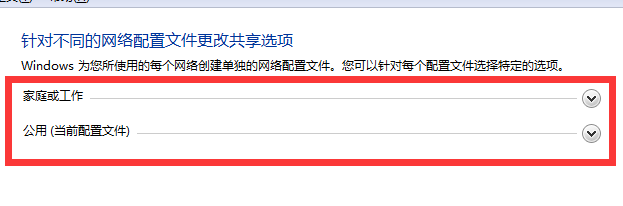 针对不同的网络配置文件更改共享选项
Windows 为您所使用的每个网络创建单独的网络配置文件。您可以针对每个配置文件选择特定的选项。
家庭或工作
公用 (当前配置文件)